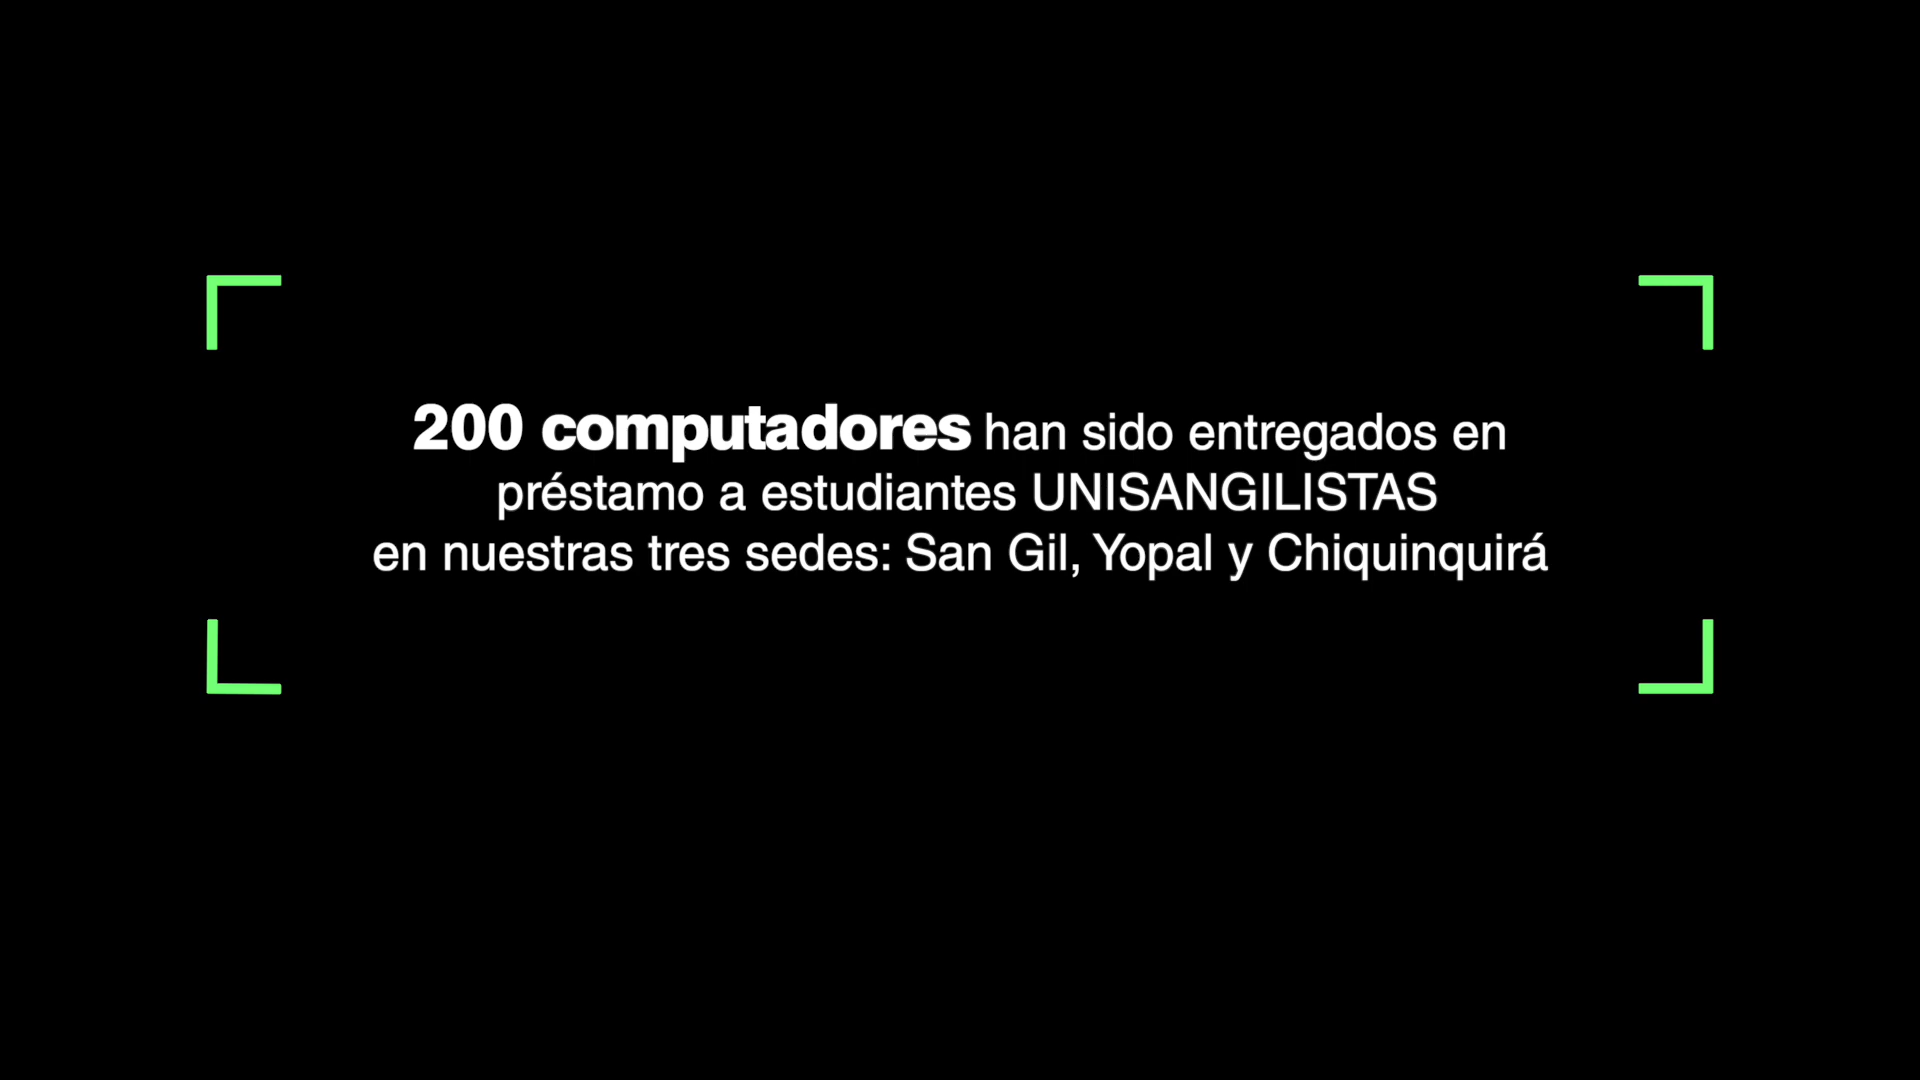 200 computadores han sido entregados en
préstamo a estudiantes UNISANGILISTAS
en nuestras tres sedes: San Gil, Yopal y Chiquinquirá